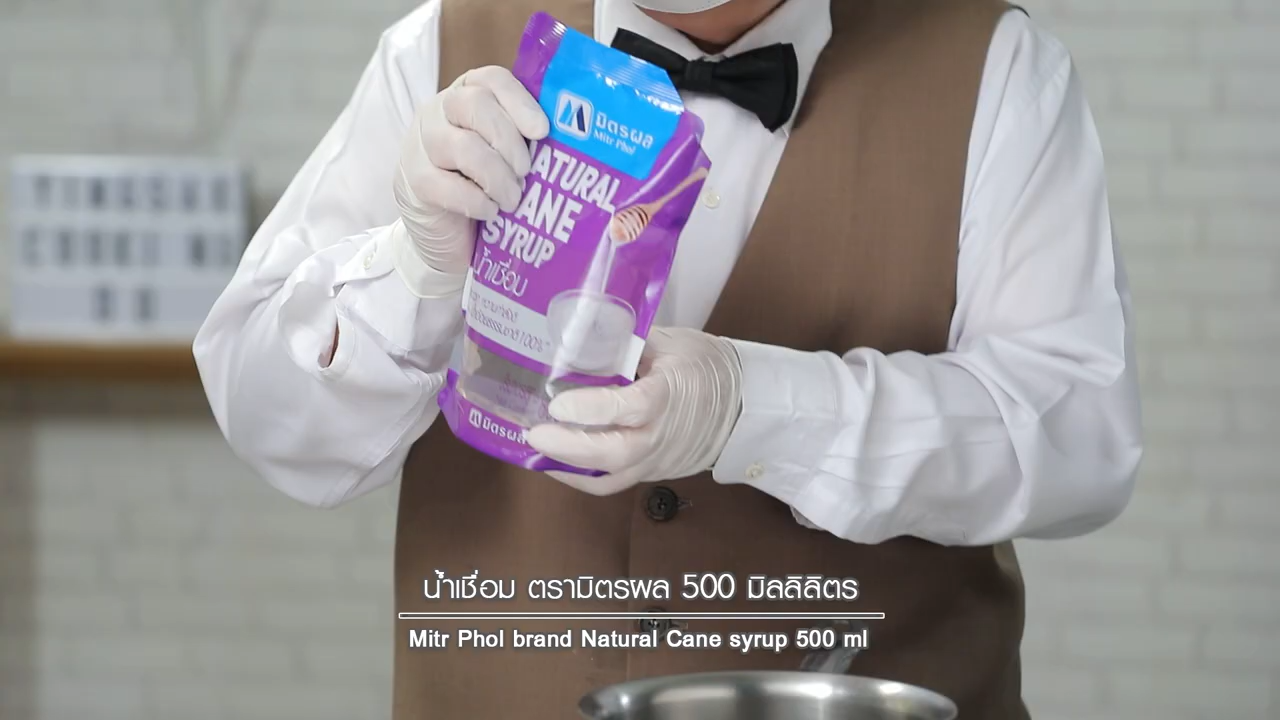 มิตรผล
Mitr Phol
NATURAL
CANE
SYRUP
น้ำเชื่อม
100%
มิตรผล
น้ำเชื่อม ตรามิตรผล 500 มิลลิลิตร
Mitr Phol brand Natural Cane syrup 500 ml